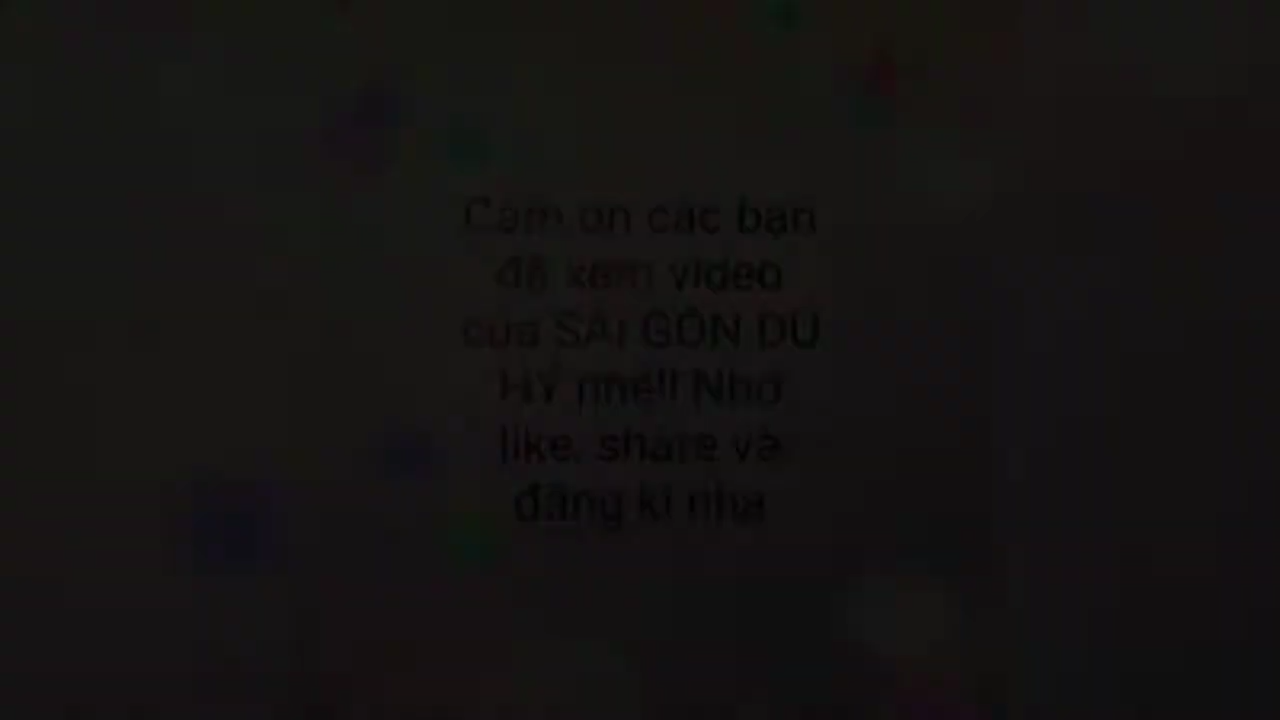 Cảm ơn các bạn
đã xem video
của SÀI GÒN DU
HÝ nhé!! Nhớ
like, share và
đăng kí nha